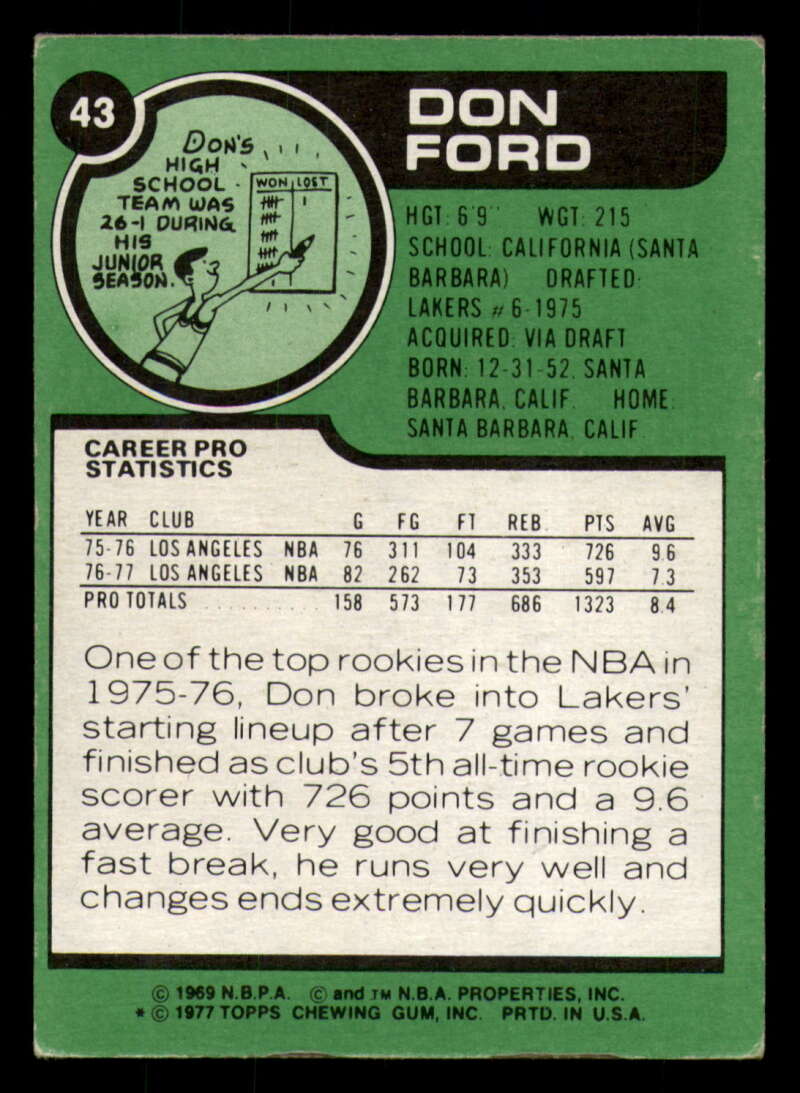 43
DON
FORD
DON'S
HIGH
SCHOOL
TEAM WAS
26-1 DURING
HIS
JUNIOR
SEASON.
WON LOST
HGT: 6'9" WGT: 215
SCHOOL: CALIFORNIA (SANTA
BARBARA) DRAFTED:
LAKERS #6-1975
ACQUIRED: VIA DRAFT
BORN: 12-31-52, SANTA
BARBARA, CALIF. HOME:
SANTA BARBARA, CALIF.
CAREER PRO
STATISTICS
YEAR CLUB G FG FT REB. PTS AVG
75-76 LOS ANGELES NBA 76 311 104 333 726 9.6
76-77 LOS ANGELES NBA 82 262 73 353 597 7.3
PRO TOTALS . . . . . . . . . . 158 573 177 686 1323 8.4
One of the top rookies in the NBA in
1975-76, Don broke into Lakers'
starting lineup after 7 games and
finished as club's 5th all-time rookie
scorer with 726 points and a 9.6
average. Very good at finishing a
fast break, he runs very well and
changes ends extremely quickly.
© 1969 N.B.P.A. © and TM N.B.A. PROPERTIES, INC.
* © 1977 TOPPS CHEWING GUM, INC. PRTD. IN U.S.A.